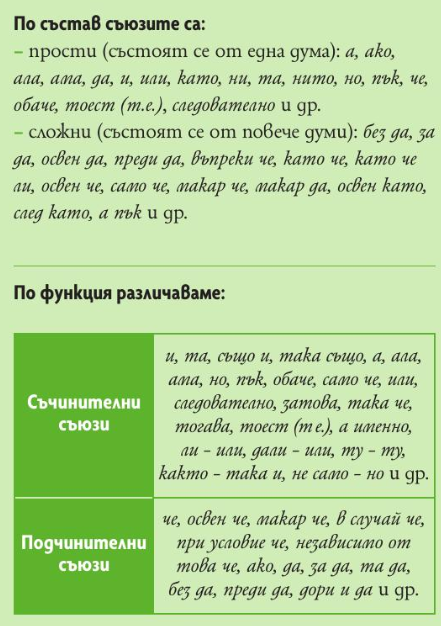 По състав съюзите са:
– прости (състоят се от една дума): а, ако,
ала, ама, да, и, или, като, ни, та, нито, но, пък, че,
обаче, тоест (т.е.), следователно и др.
– сложни (състоят се от повече думи): без да, за
да, освен да, преди да, въпреки че, като че, като че
ли, освен че, само че, макар че, макар да, освен като,
след като, а пък и др.
По функция различаваме:
Съчинителни
съюзи
и, та, също и, така също, а, ала,
ама, но, пък, обаче, само че, или,
следователно, затова, така че,
тогава, тоест (т.е.), а именно,
ли – или, дали – или, ту – ту,
както – така и, не само – но и др.
Подчинителни
съюзи
че, освен че, макар че, в случай че,
при условие че, независимо от
това че, ако, да, за да, та да,
без да, преди да, дори и да и др.